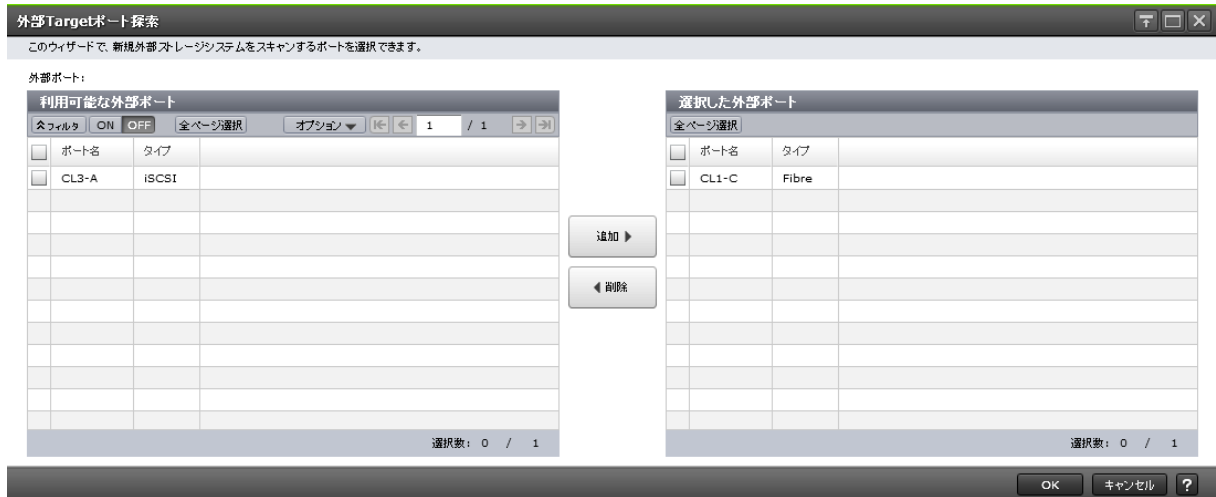 外部Targetポート探索
このウィザードで、新規外部ストレージシステムをスキャンするポートを選択できます。
外部ポート:
利用可能な外部ポート
フィルタ ON OFF 全ページ選択 オプション 1 / 1
ポート名 タイプ
CL3-A iSCSI
選択数: 0 / 1
追加
削除
選択した外部ポート
全ページ選択
ポート名 タイプ
CL1-C Fibre
選択数: 0 / 1
OK キャンセル ?